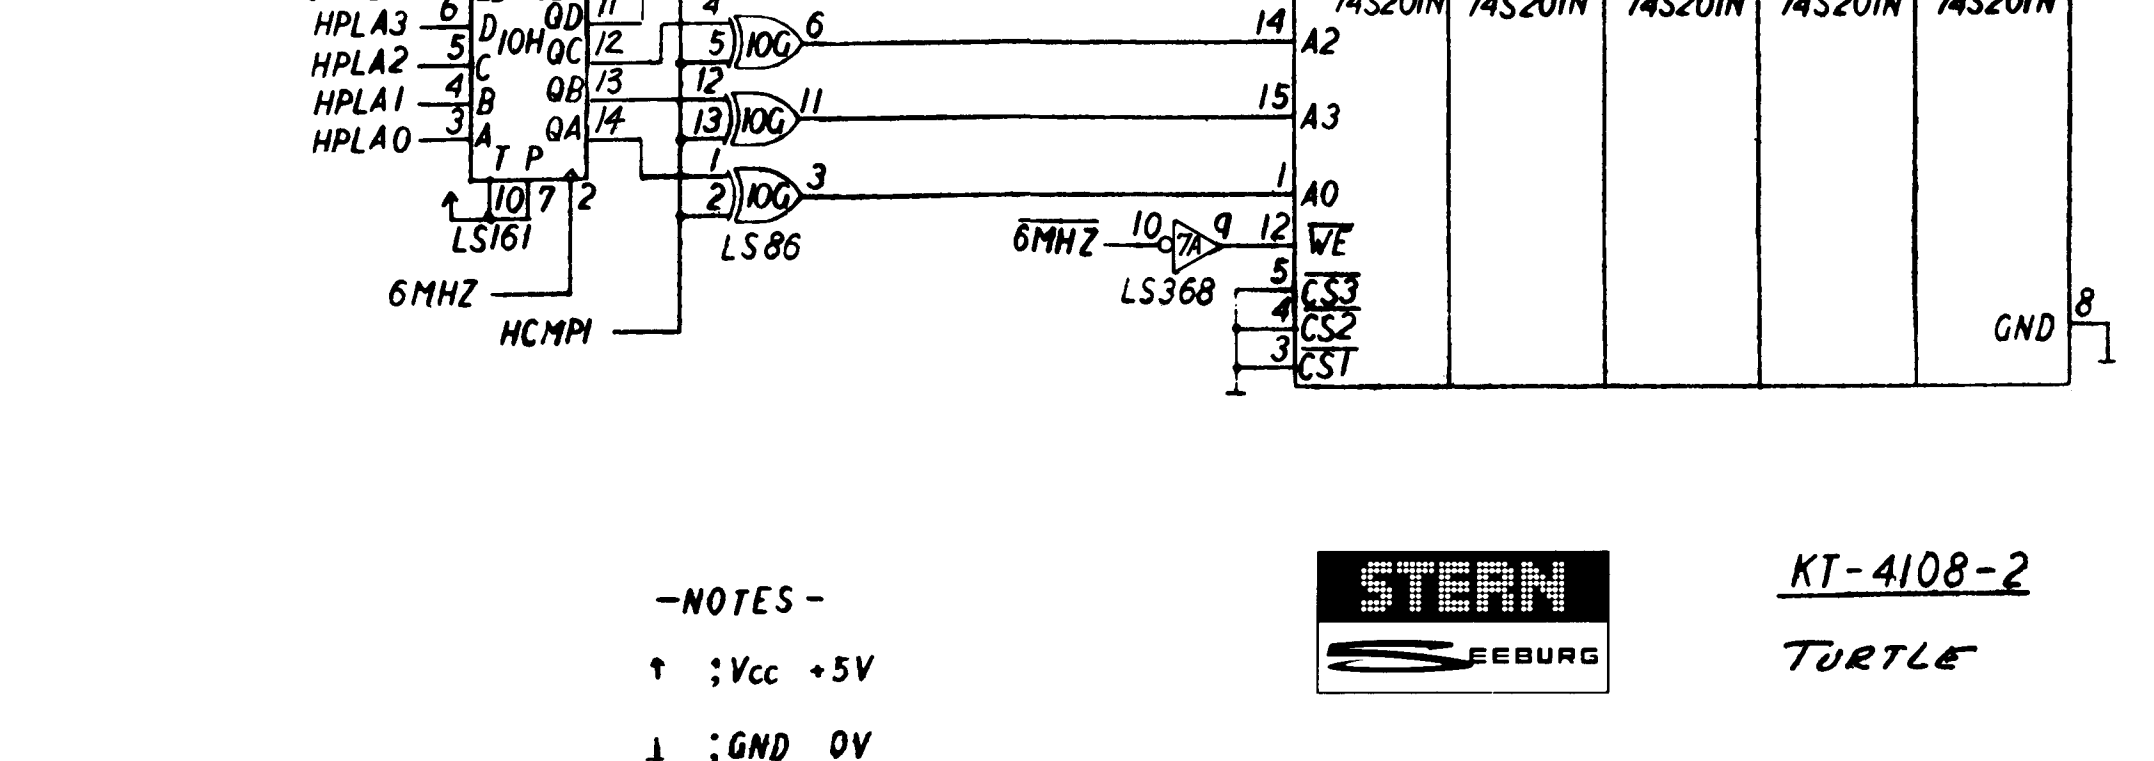 74S201N 74S201N 74S201N 74S201N 74S201N
HPLA3 6 D QD 11 4 6
10H 14 A2
HPLA2 5 C QC 12 5 10G
HPLA1 4 B QB 13 12 11 15 A3
13 10G
HPLA0 3 A QA 14 1 3 1 A0
T P 2 10G
10 7 2
LS161 LS86
6MHZ 10 7A 9 12 WE
LS368 5 CS3
6MHZ 4 CS2
HCMP1 3 CS1
GND 8
-NOTES-
↑ ;Vcc +5V
⊥ ;GND 0V
STERN
SEEBURG
KT-4108-2
TURTLE